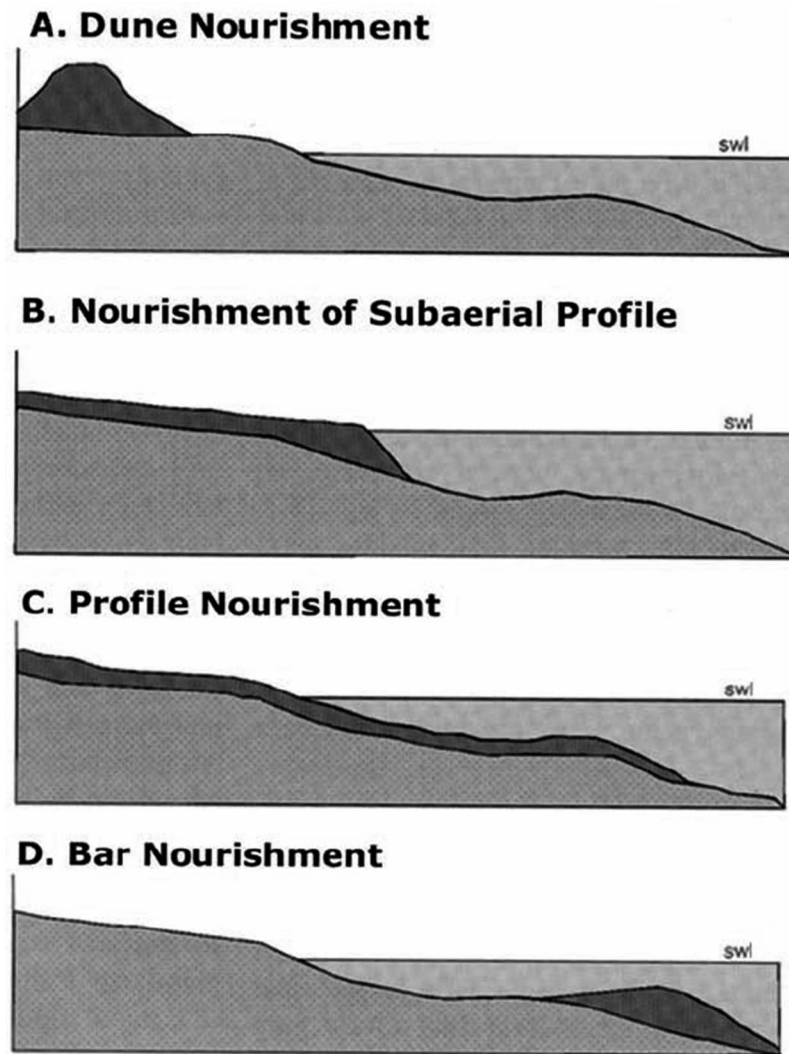 A. Dune Nourishment
swl
B. Nourishment of Subaerial Profile
swl
C. Profile Nourishment
swl
D. Bar Nourishment
swl